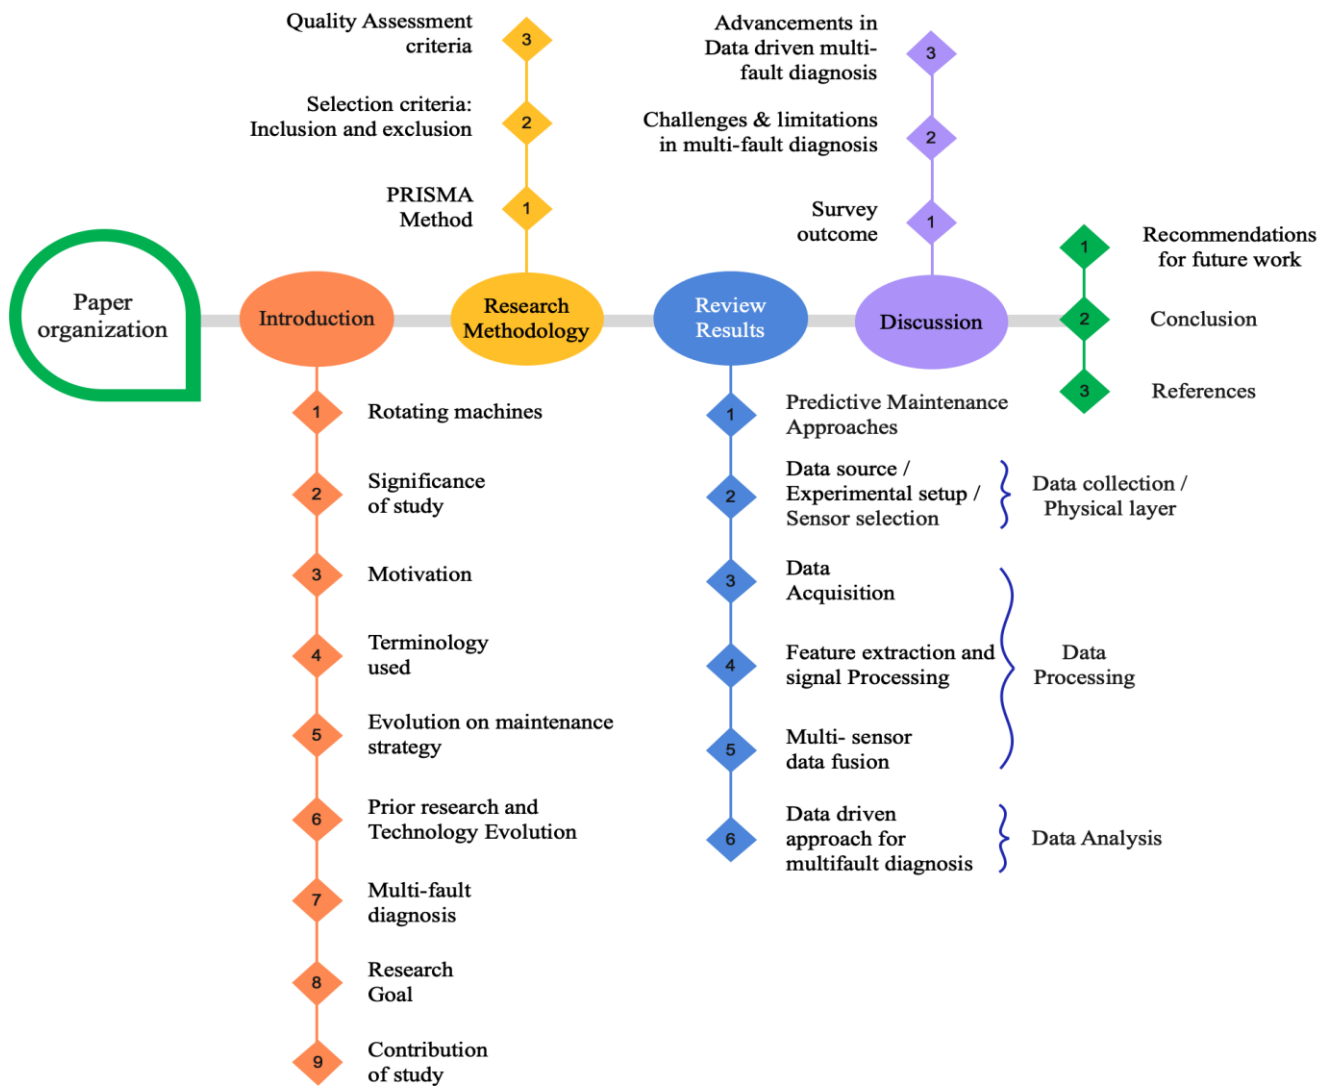 Paper
organization
Introduction
1
Rotating machines
2
Significance
of study
3
Motivation
4
Terminology
used
5
Evolution on maintenance
strategy
6
Prior research and
Technology Evolution
7
Multi-fault
diagnosis
8
Research
Goal
9
Contribution
of study
Research
Methodology
3
Quality Assessment
criteria
2
Selection criteria:
Inclusion and exclusion
1
PRISMA
Method
Review
Results
1
Predictive Maintenance
Approaches
2
Data source /
Experimental setup /
Sensor selection
Data collection /
Physical layer
3
Data
Acquisition
4
Feature extraction and
signal Processing
5
Multi- sensor
data fusion
Data
Processing
6
Data driven
approach for
multifault diagnosis
Data Analysis
Discussion
3
Advancements in
Data driven multi-
fault diagnosis
2
Challenges & limitations
in multi-fault diagnosis
1
Survey
outcome
1
Recommendations
for future work
2
Conclusion
3
References